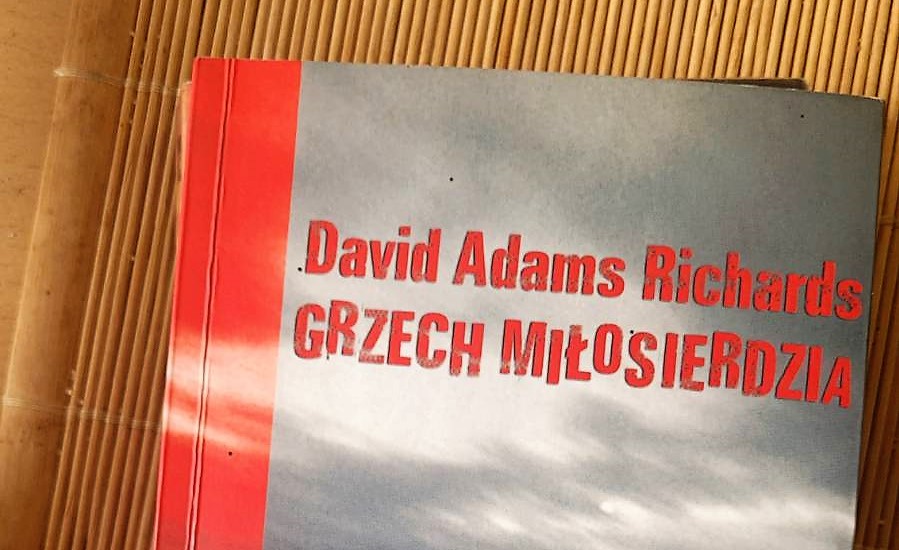 David Adams Richards
GRZECH MIŁOSIERDZIA